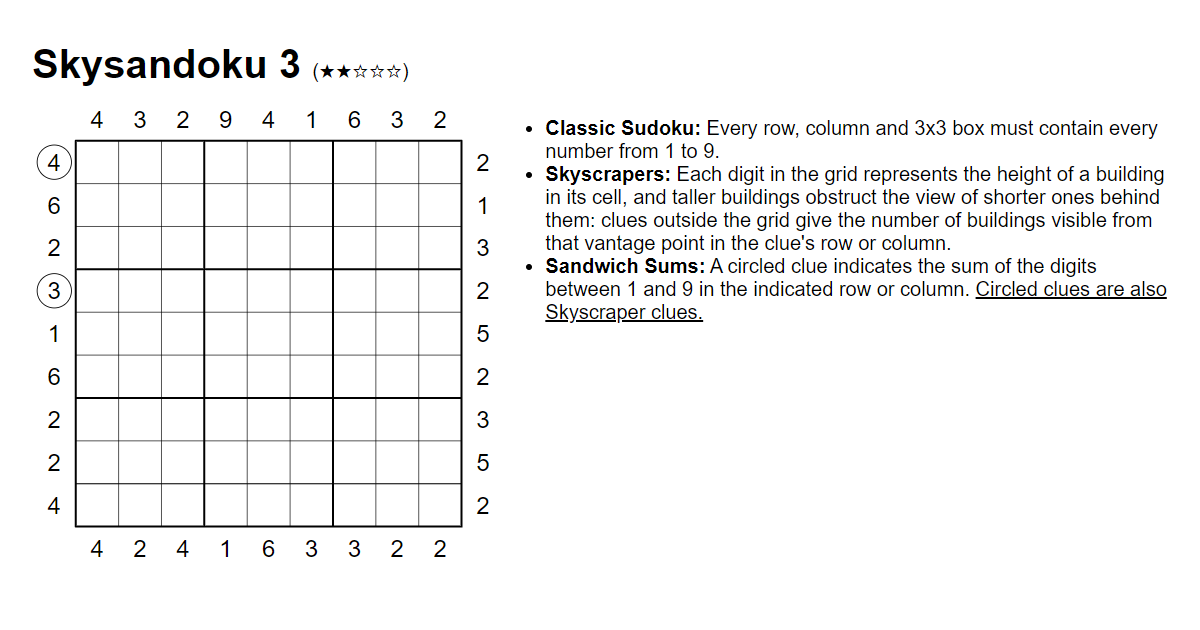 Skysandoku 3 (★★☆☆☆)
4 3 2 9 4 1 6 3 2
4 2
6 1
2 3
3 2
1 5
6 2
2 3
2 5
4 2
4 2 4 1 6 3 3 2 2
• Classic Sudoku: Every row, column and 3x3 box must contain every
number from 1 to 9.
• Skyscrapers: Each digit in the grid represents the height of a building
in its cell, and taller buildings obstruct the view of shorter ones behind
them: clues outside the grid give the number of buildings visible from
that vantage point in the clue's row or column.
• Sandwich Sums: A circled clue indicates the sum of the digits
between 1 and 9 in the indicated row or column. Circled clues are also
Skyscraper clues.